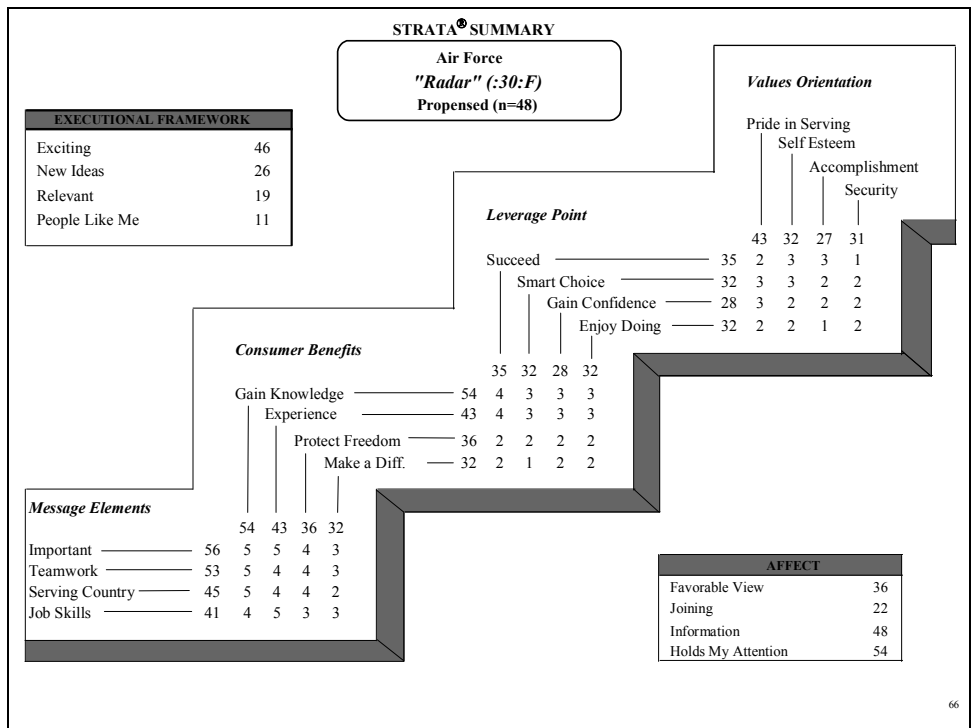 STRATA® SUMMARY
Air Force
"Radar" (:30:F)
Propensed (n=48)
EXECUTIONAL FRAMEWORK
Exciting 46
New Ideas 26
Relevant 19
People Like Me 11
Values Orientation
Pride in Serving
Self Esteem
Accomplishment
Security
43 32 27 31
Leverage Point
Succeed 35 2 3 3 1
Smart Choice 32 3 3 2 2
Gain Confidence 28 3 2 2 2
Enjoy Doing 32 2 2 1 2
35 32 28 32
Consumer Benefits
Gain Knowledge 54 4 3 3 3
Experience 43 4 3 3 3
Protect Freedom 36 2 2 2 2
Make a Diff. 32 2 1 2 2
54 43 36 32
Message Elements
Important 56 5 5 4 3
Teamwork 53 5 4 4 3
Serving Country 45 5 4 4 2
Job Skills 41 4 5 3 3
AFFECT
Favorable View 36
Joining 22
Information 48
Holds My Attention 54
66